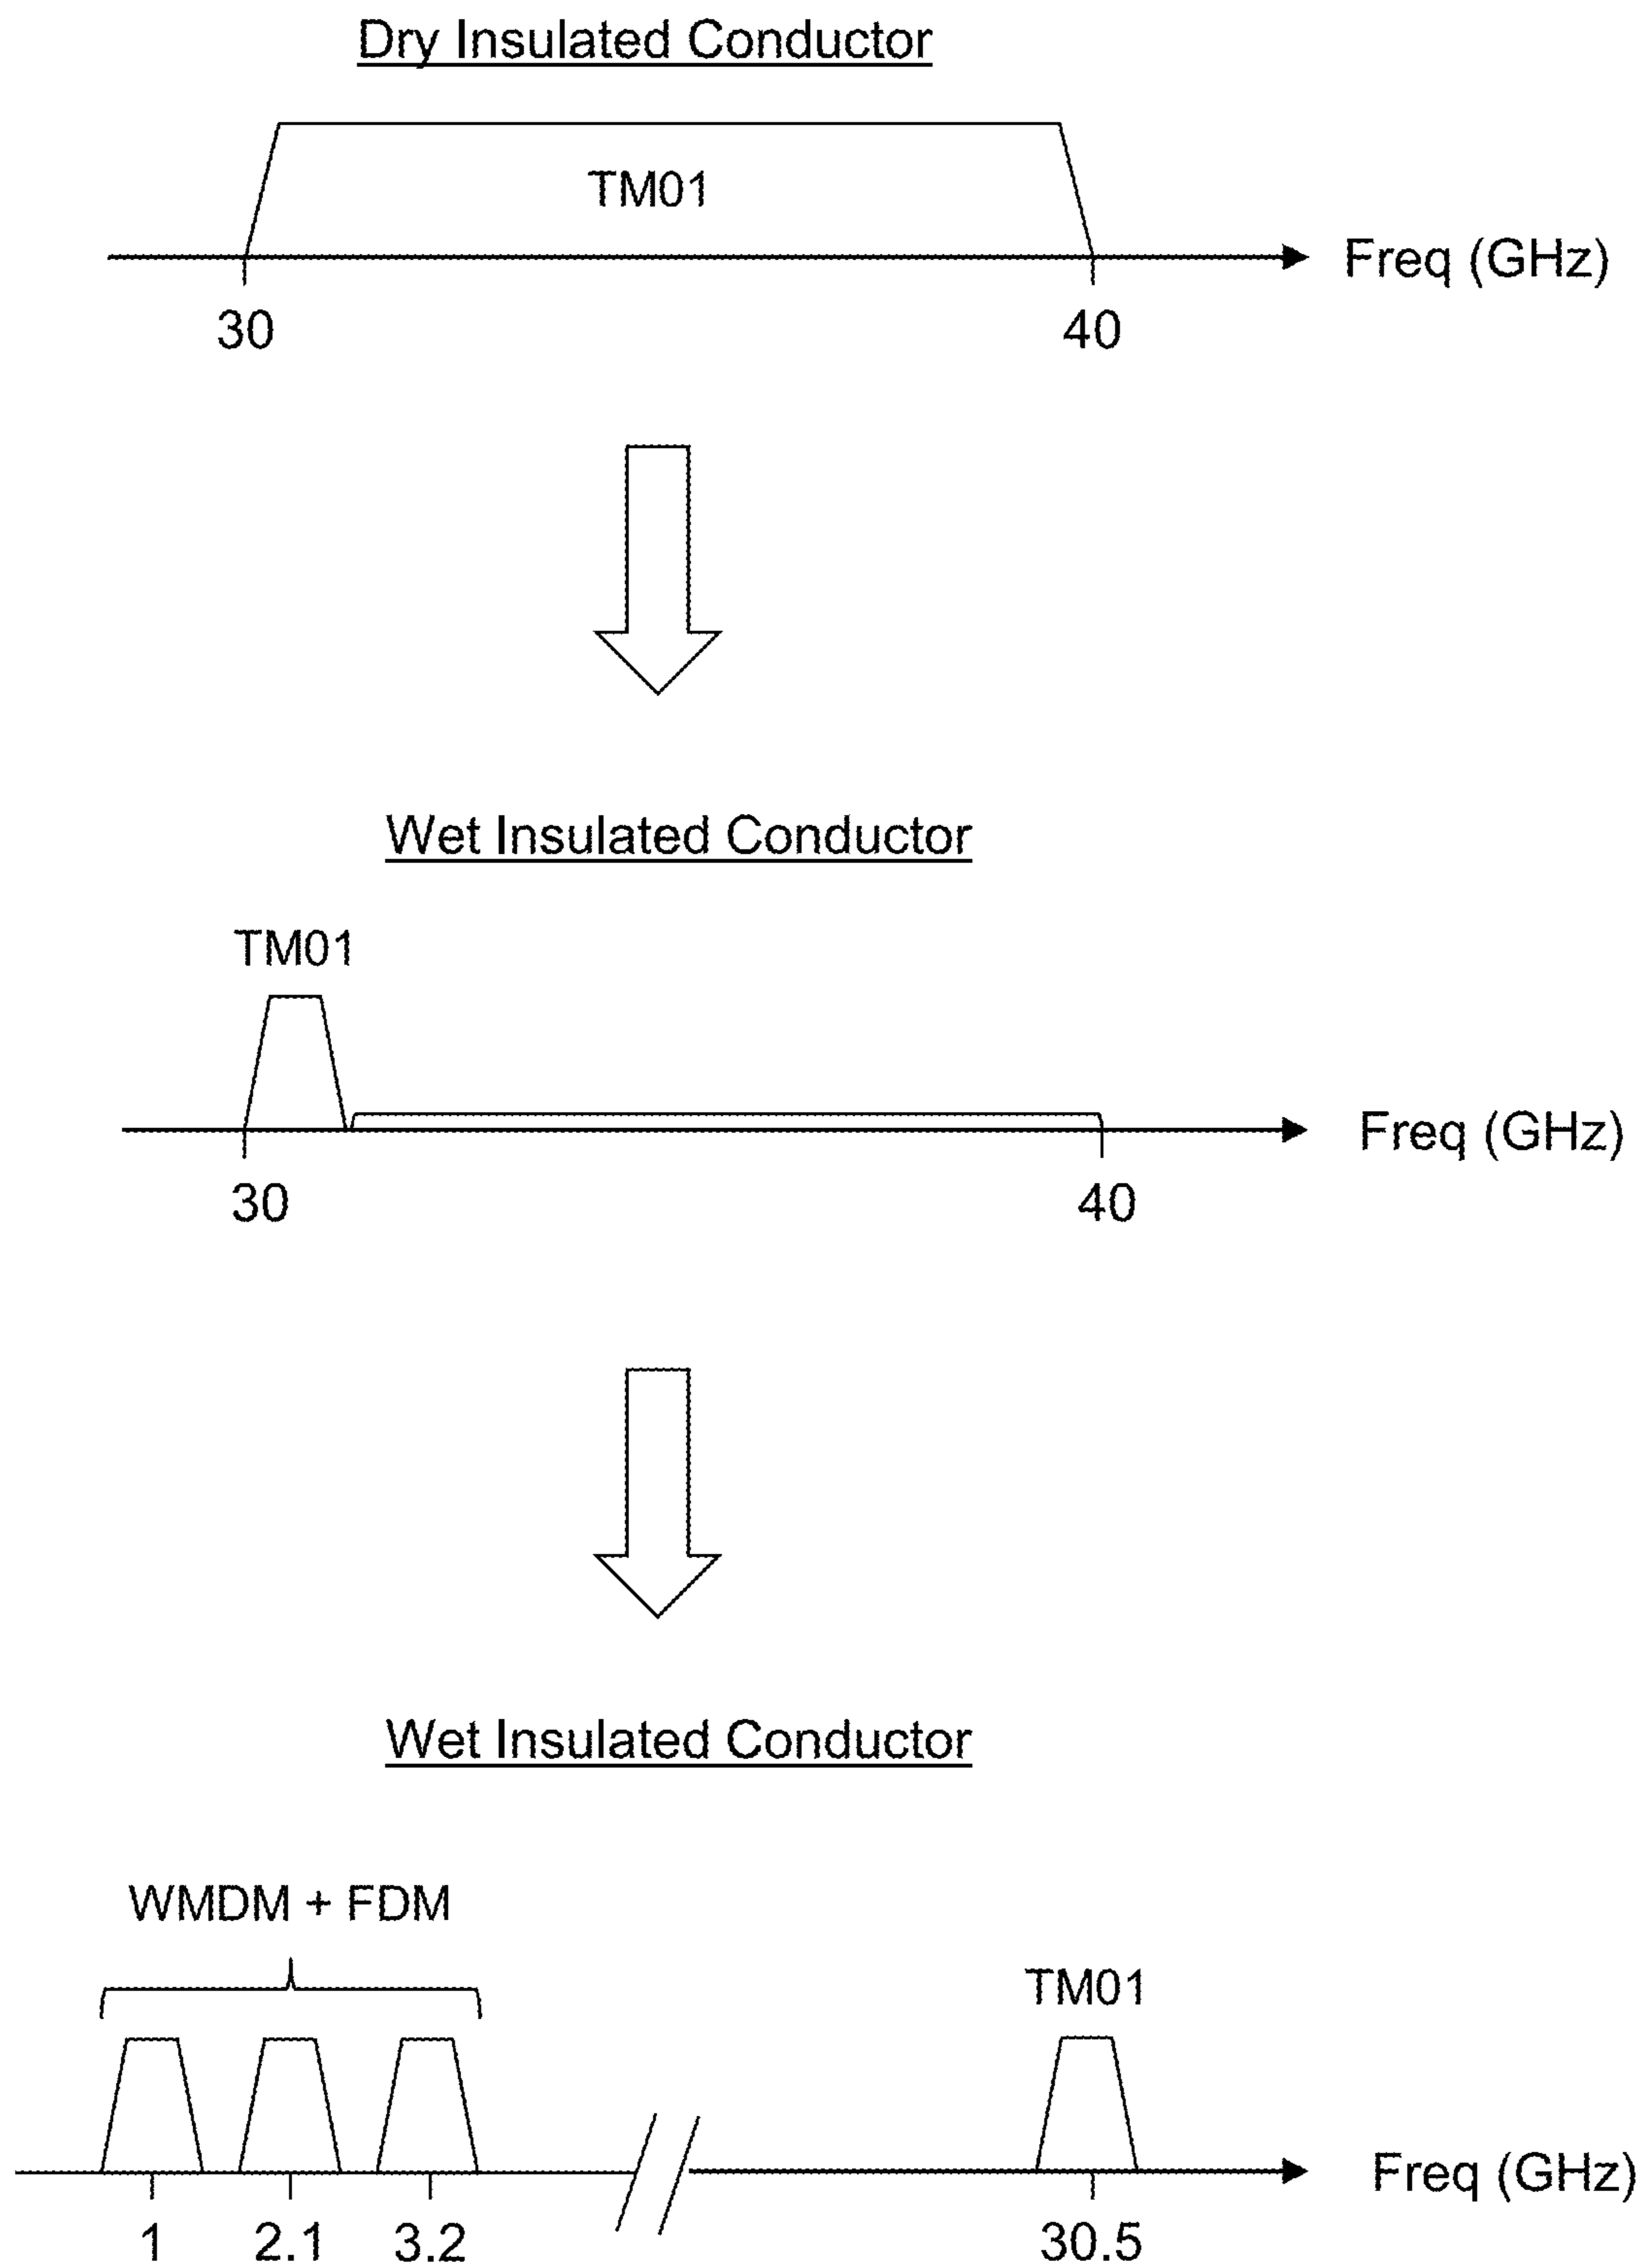 Dry Insulated Conductor
TM01
Freq (GHz)
30 40
Wet Insulated Conductor
TM01
Freq (GHz)
30 40
Wet Insulated Conductor
WMDM + FDM
TM01
Freq (GHz)
1 2.1 3.2 30.5